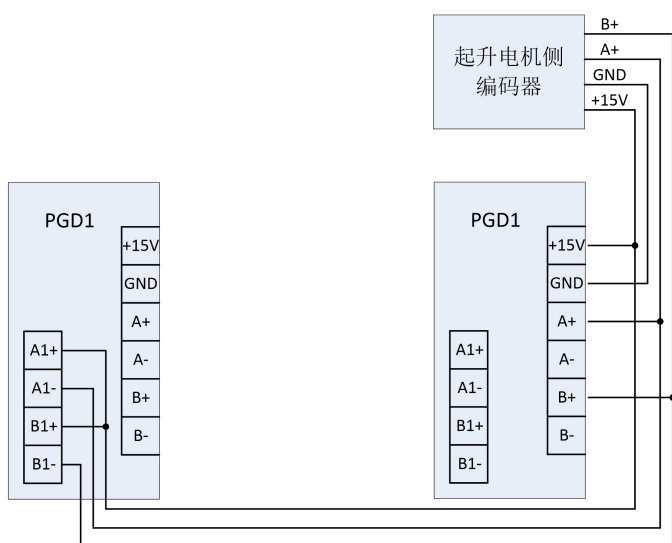 起升电机侧
编码器
B+
A+
GND
+15V
PGD1
+15V
GND
A+
A-
B+
B-
A1+
A1-
B1+
B1-
PGD1
+15V
GND
A+
A-
B+
B-
A1+
A1-
B1+
B1-